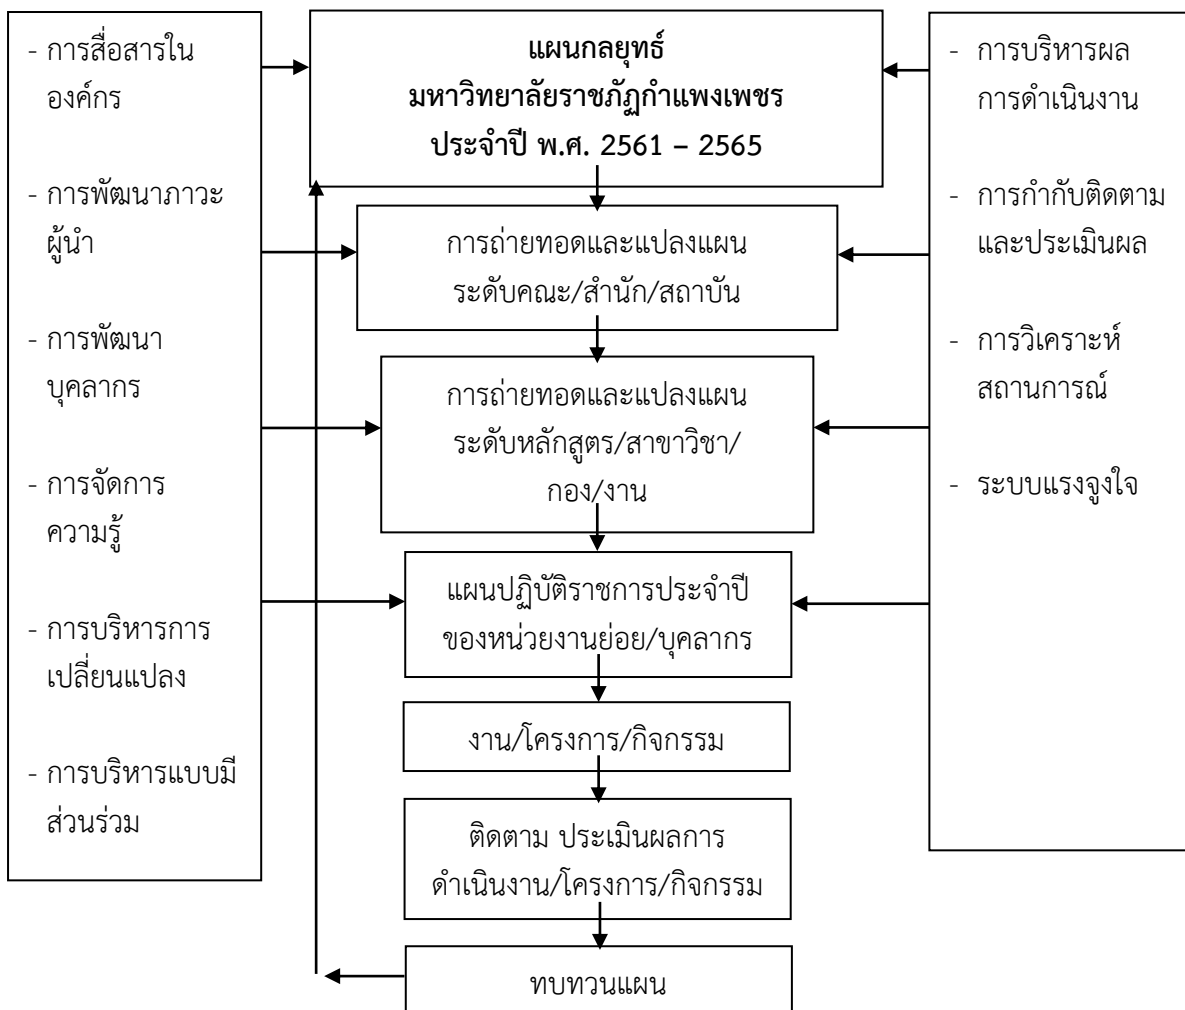 - การสื่อสารใน
องค์กร
- การพัฒนาภาวะ
ผู้นำ
- การพัฒนา
บุคลากร
- การจัดการ
ความรู้
- การบริหารการ
เปลี่ยนแปลง
- การบริหารแบบมี
ส่วนร่วม
แผนกลยุทธ์
มหาวิทยาลัยราชภัฏกำแพงเพชร
ประจำปี พ.ศ. 2561 – 2565
การถ่ายทอดและแปลงแผน
ระดับคณะ/สำนัก/สถาบัน
การถ่ายทอดและแปลงแผน
ระดับหลักสูตร/สาขาวิชา/
กอง/งาน
แผนปฏิบัติราชการประจำปี
ของหน่วยงานย่อย/บุคลากร
งาน/โครงการ/กิจกรรม
ติดตาม ประเมินผลการ
ดำเนินงาน/โครงการ/กิจกรรม
ทบทวนแผน
- การบริหารผล
การดำเนินงาน
- การกำกับติดตาม
และประเมินผล
- การวิเคราะห์
สถานการณ์
- ระบบแรงจูงใจ